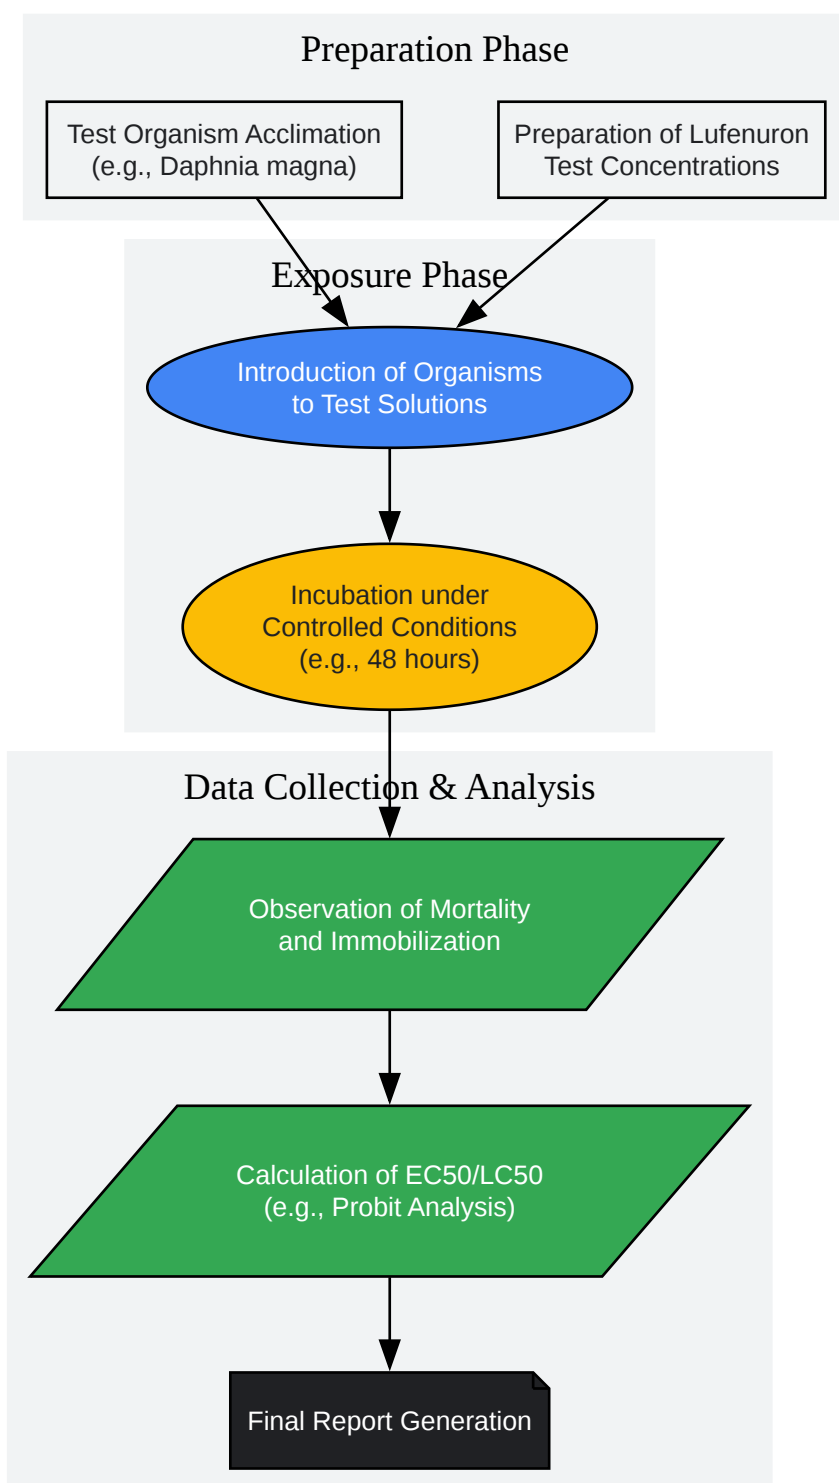 Preparation Phase
Test Organism Acclimation
(e.g., Daphnia magna)
Preparation of Lufenuron
Test Concentrations
Exposure Phase
Introduction of Organisms
to Test Solutions
Incubation under
Controlled Conditions
(e.g., 48 hours)
Data Collection & Analysis
Observation of Mortality
and Immobilization
Calculation of EC50/LC50
(e.g., Probit Analysis)
Final Report Generation